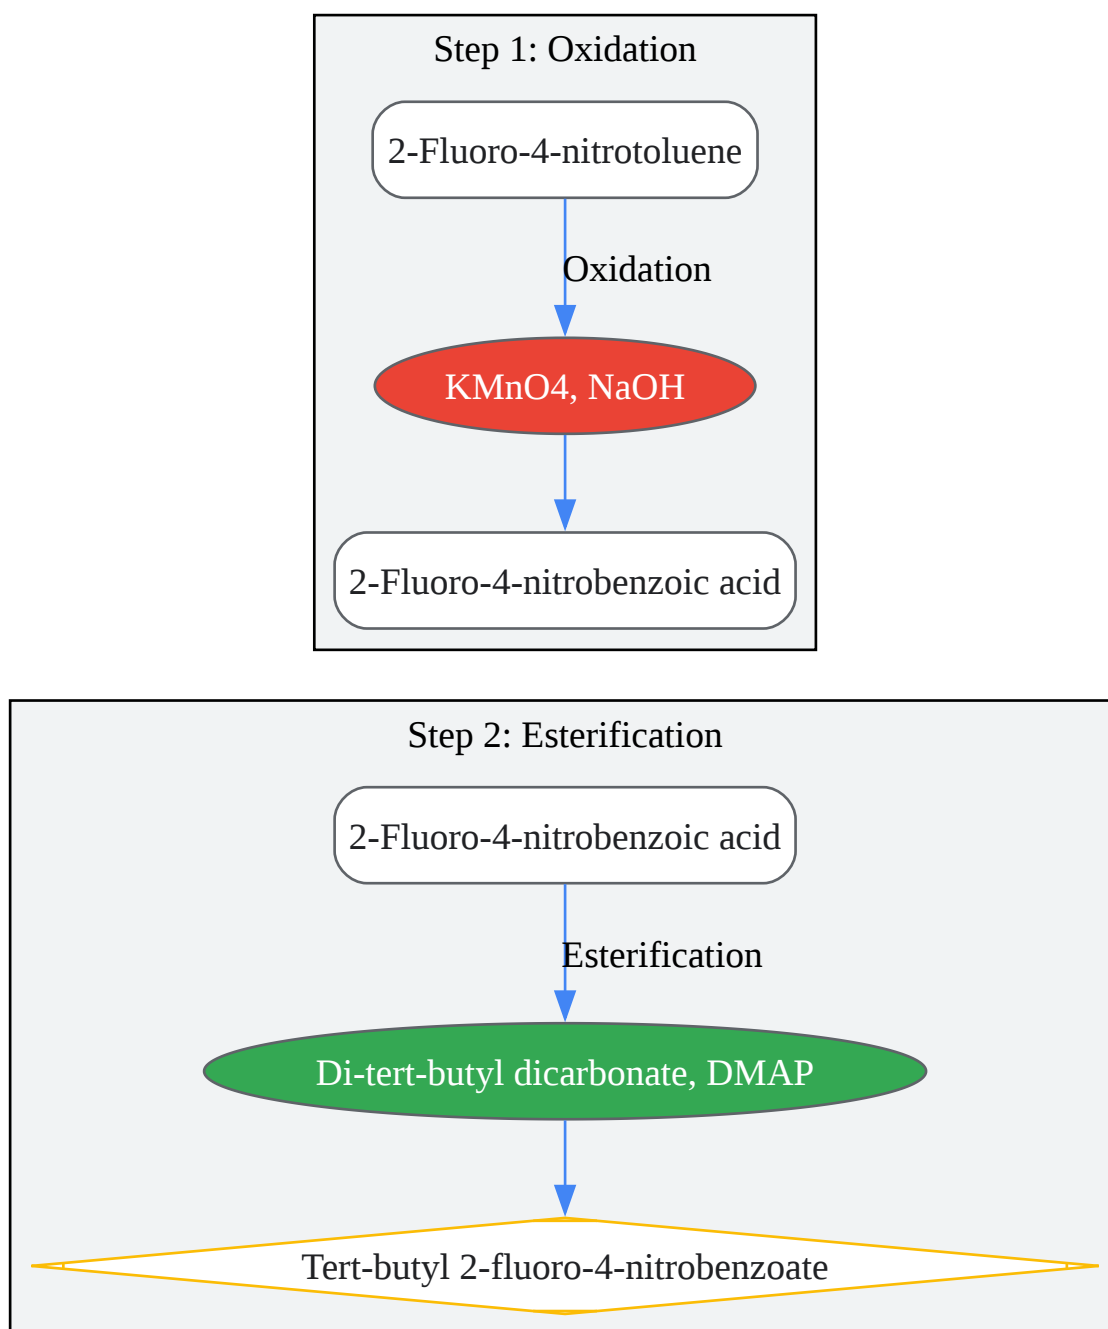 Step 1: Oxidation
2-Fluoro-4-nitrotoluene
Oxidation
KMnO4, NaOH
2-Fluoro-4-nitrobenzoic acid
Step 2: Esterification
2-Fluoro-4-nitrobenzoic acid
Esterification
Di-tert-butyl dicarbonate, DMAP
Tert-butyl 2-fluoro-4-nitrobenzoate